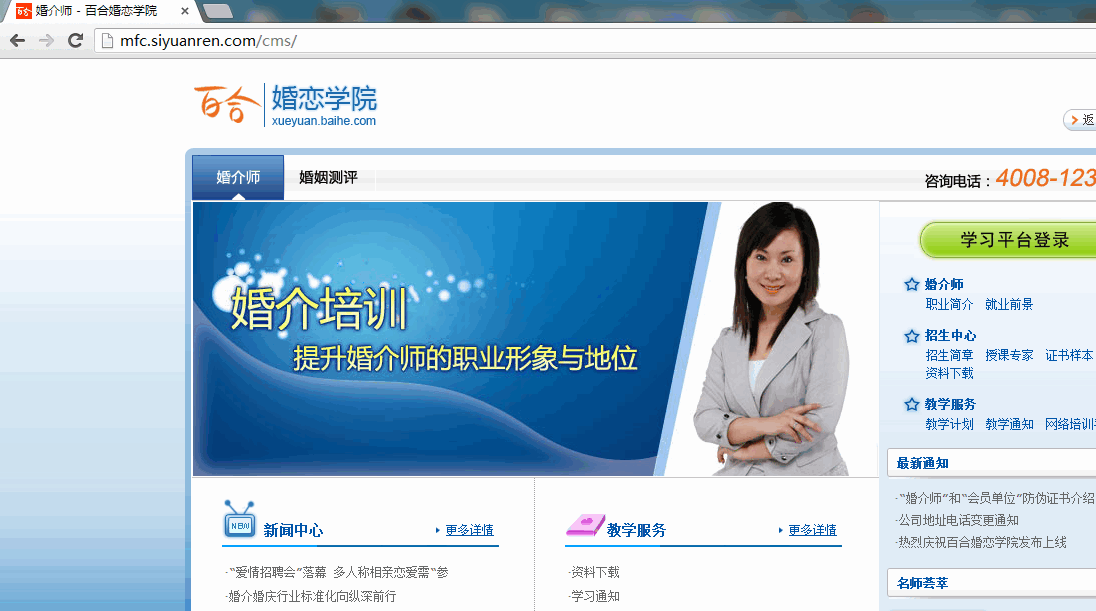 婚介师 - 百合婚恋学院
mfc.siyuanren.com/cms/
百合 婚恋学院
xueyuan.baihe.com
返
婚介师 婚姻测评 咨询电话：4008-123
婚介培训
提升婚介师的职业形象与地位
学习平台登录
婚介师
职业简介 就业前景
招生中心
招生简章 授课专家 证书样本
资料下载
教学服务
教学计划 教学通知 网络培训
最新通知
·“婚介师”和“会员单位”防伪证书介绍
·公司地址电话变更通知
·热烈庆祝百合婚恋学院发布上线
名师荟萃
NEW 新闻中心 更多详情
·“爱情招聘会”落幕 多人称相亲恋爱需“参
·婚介婚庆行业标准化向纵深前行
教学服务 更多详情
·资料下载
·学习通知